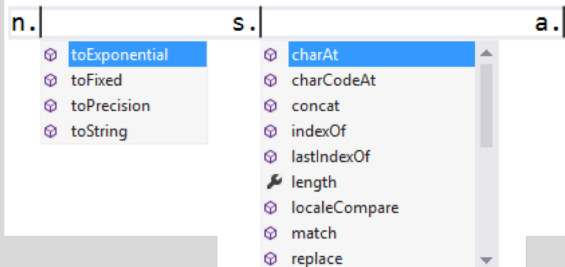 n. s. a.
toExponential
toFixed
toPrecision
toString
charAt
charCodeAt
concat
indexOf
lastIndexOf
length
localeCompare
match
replace